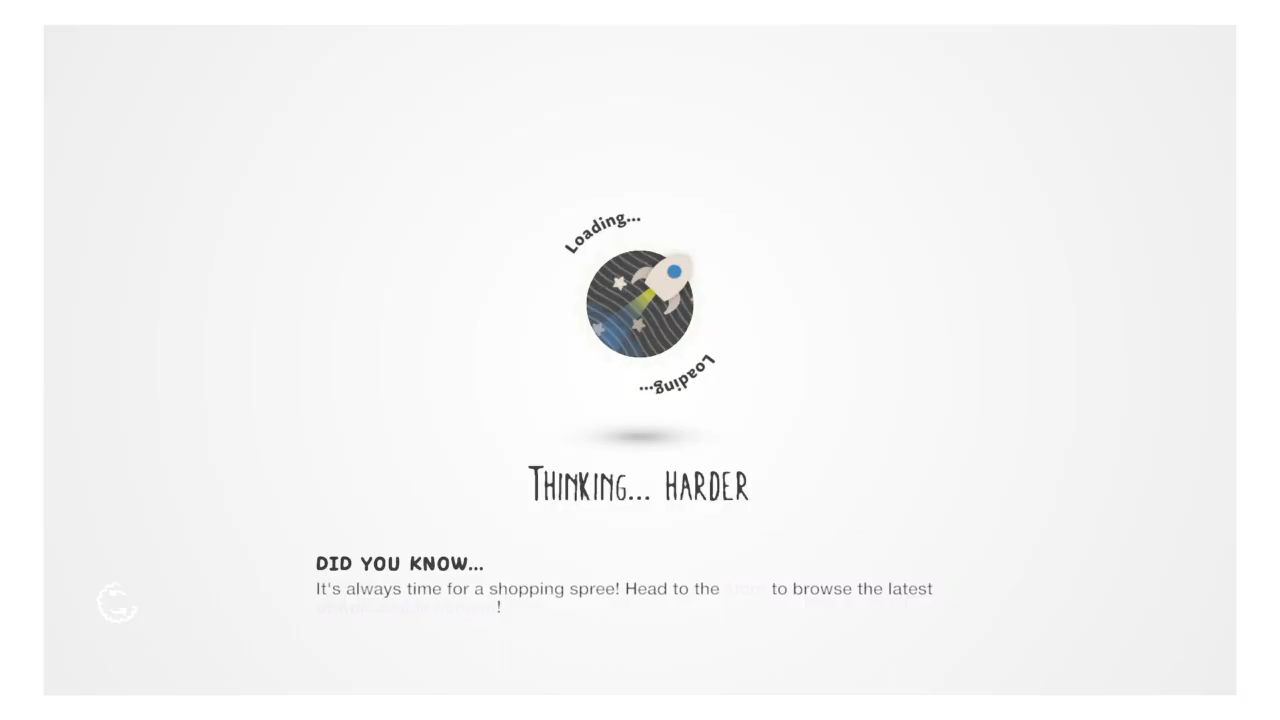 Loading...
Loading...
THINKING... HARDER
DID YOU KNOW...
It's always time for a shopping spree! Head to the store to browse the latest
!